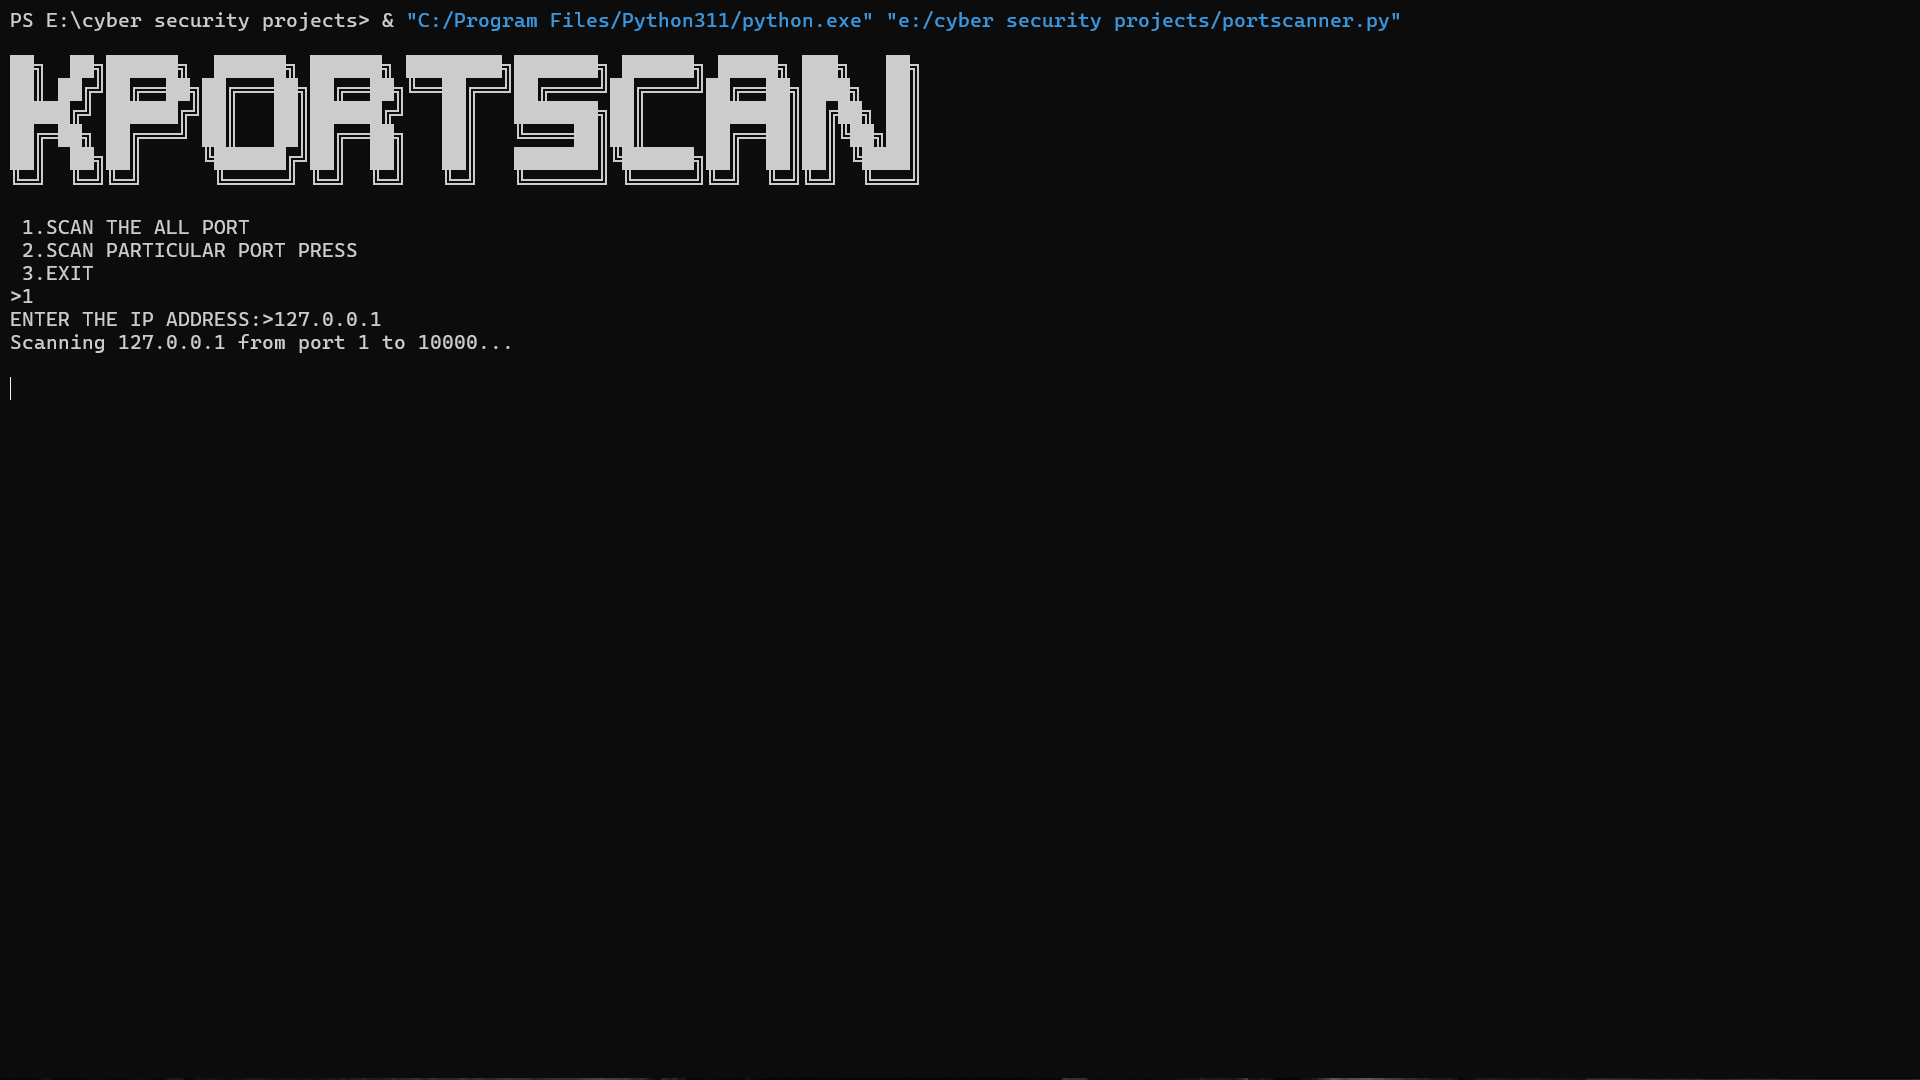 PS E:\cyber security projects> & "C:/Program Files/Python311/python.exe" "e:/cyber security projects/portscanner.py"
KPORTSCAN
1.SCAN THE ALL PORT
2.SCAN PARTICULAR PORT PRESS
3.EXIT
>1
ENTER THE IP ADDRESS:>127.0.0.1
Scanning 127.0.0.1 from port 1 to 10000...